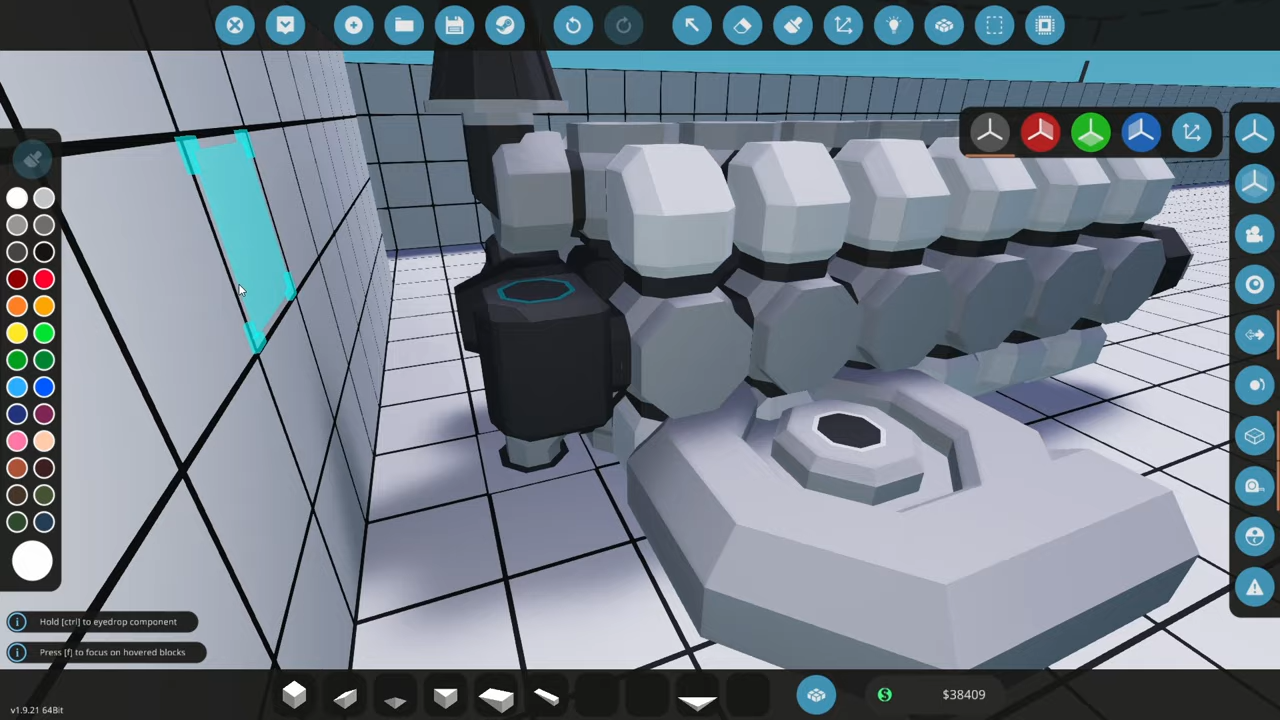 Hold [ctrl] to eyedrop component
Press [f] to focus on hovered blocks
$38409
v1.9.21 64Bit